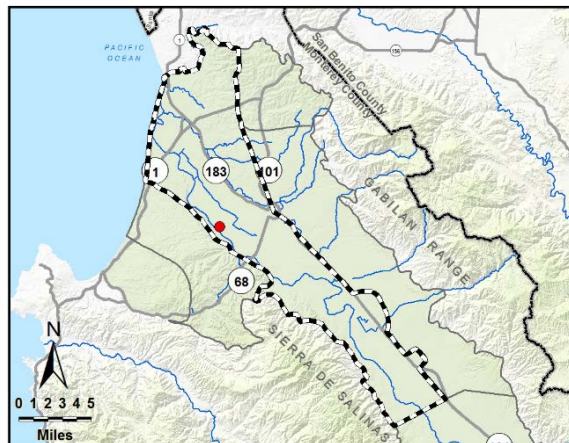 1
156
PACIFIC
OCEAN
San Benito County
Monterey County
1
183
101
GABILAN RANGE
68
N
SIERRA DE SALINAS
0 1 2 3 4 5
Miles